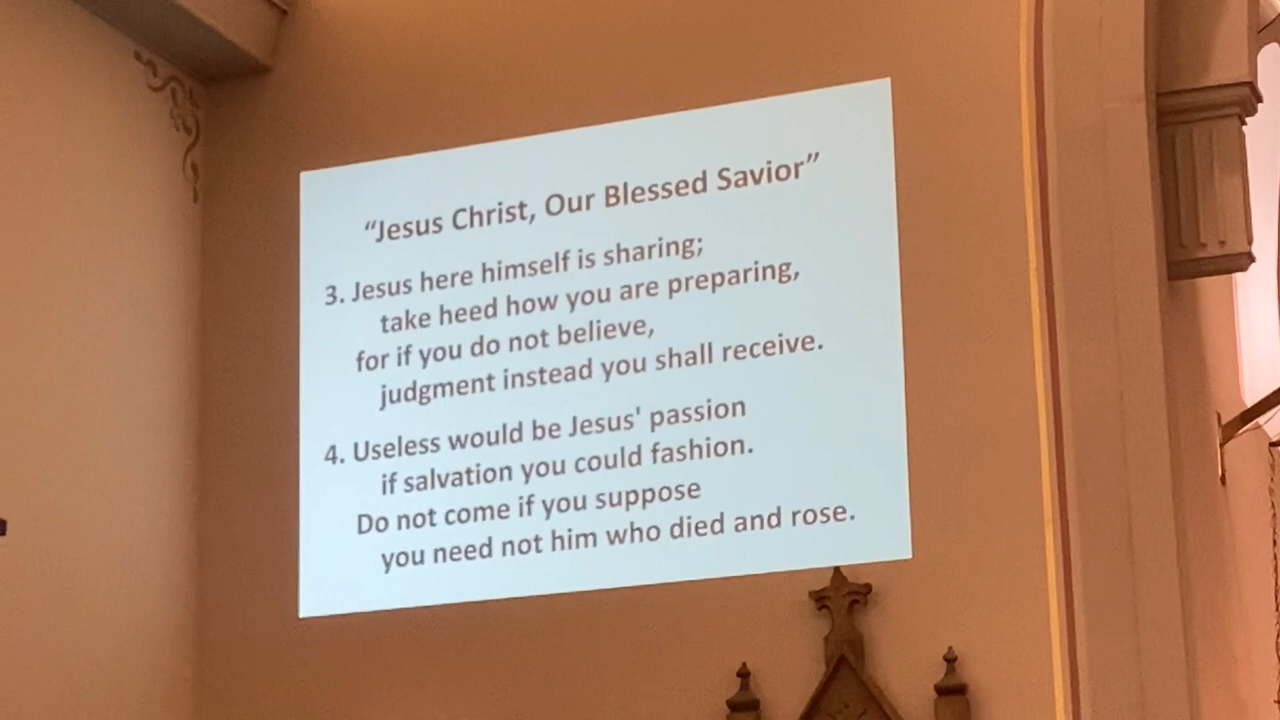 “Jesus Christ, Our Blessed Savior”
3. Jesus here himself is sharing;
take heed how you are preparing,
for if you do not believe,
judgment instead you shall receive.
4. Useless would be Jesus' passion
if salvation you could fashion.
Do not come if you suppose
you need not him who died and rose.